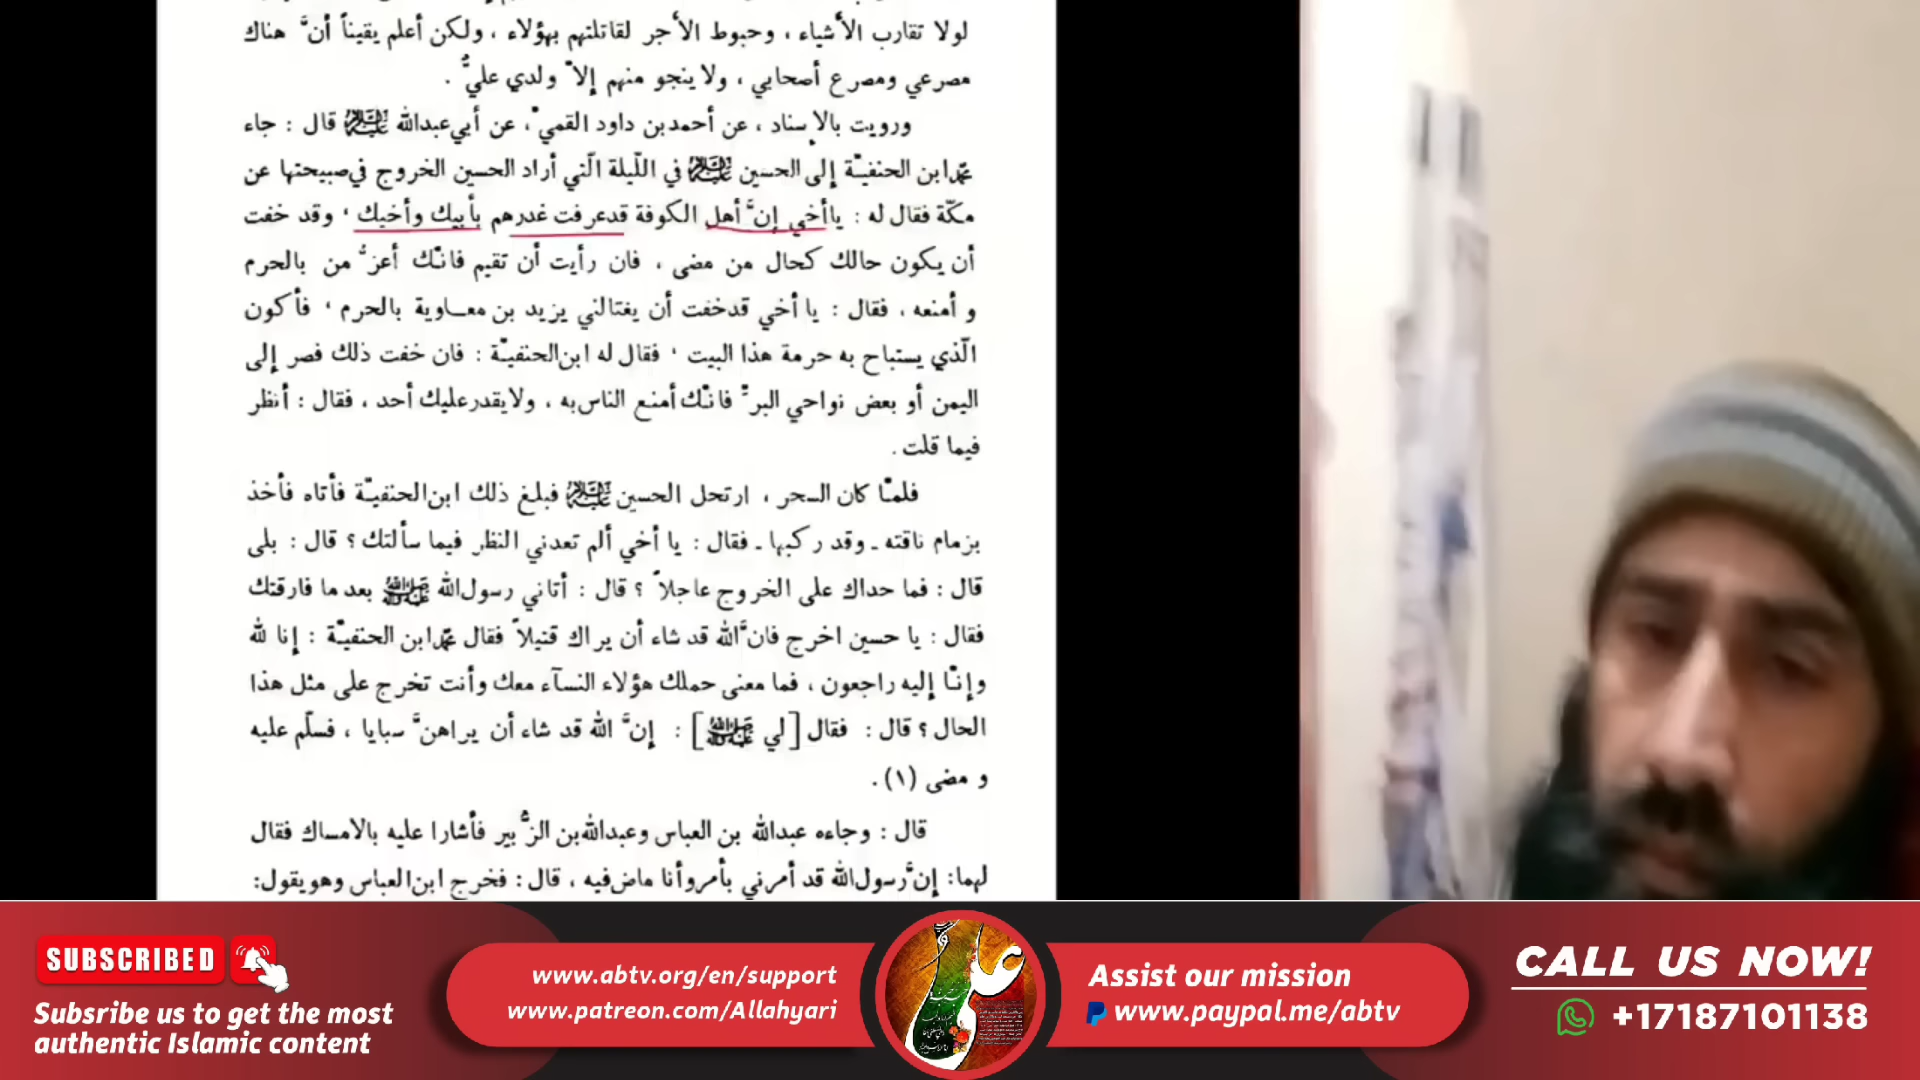 لولا تقارب الأشياء ، وحبوط الأجر لقاتلتهم بهؤلاء ، ولكن أعلم يقيناً أنَّ هناك
مصرعي ومصرع أصحابي ، ولاينجو منهم إلاّ ولدي عليٌّ .
ورويت بالإسناد ، عن أحمدبن داود القميّ ، عن أبي‌عبدالله عليه السلام قال : جاء
محمّدابن الحنفيّة إلى الحسين عليه السلام في اللّيلة الّتي أراد الحسين الخروج في‌صبيحتها عن
مكّة فقال له : ياأخي إنَّ أهل الكوفة قدعرفت غدرهم بأبيك وأخيك ، وقد خفت
أن يكون حالك كحال من مضى ، فان رأيت أن تقيم فانّك أعزُّ من بالحرم
و أمنعه ، فقال : يا أخي قدخفت أن يغتالني يزيد بن معـاوية بالحرم ، فأكون
الّذي يستباح به حرمة هذا البيت ، فقال له ابن‌الحنفيّة : فان خفت ذلك فصر إلى
اليمن أو بعض نواحي البرِّ فانّك أمنع الناس‌به ، ولايقدرعليك أحد ، فقال : أنظر
فيما قلت .
فلمّا كان السحر ، ارتحل الحسين عليه السلام فبلغ ذلك ابن‌الحنفيّة فأتاه فأخذ
بزمام ناقته ـ وقد ركبها ـ فقال : يا أخي ألم تعدني النظر فيما سألتك ؟ قال : بلى
قال : فما حداك على الخروج عاجلاً ؟ قال : أتاني رسول‌الله صلى الله عليه وآله بعد ما فارقتك
فقال : يا حسين اخرج فانَّ‌الله قد شاء أن يراك قتيلاً فقال محمّدابن الحنفيّة : إنا لله
وإنّا إليه راجعون ، فما معنى حملك هؤلاء النسآء معك وأنت تخرج على مثل هذا
الحال ؟ قال : فقال [لي صلى الله عليه وآله] : إنَّ الله قد شاء أن يراهنَّ سبايا ، فسلّم عليه
و مضى (١) .
قال : وجاءه عبدالله بن العباس وعبدالله‌بن الزُّبير فأشارا عليه بالامساك فقال
لهما : إنَّ‌رسول‌الله قد أمرني بأمروأنا ماض‌فيه ، قال : فخرج ابن‌العباس وهويقول:
SUBSCRIBED
Subsribe us to get the most
authentic Islamic content
www.abtv.org/en/support
www.patreon.com/Allahyari
Assist our mission
www.paypal.me/abtv
CALL US NOW!
+17187101138